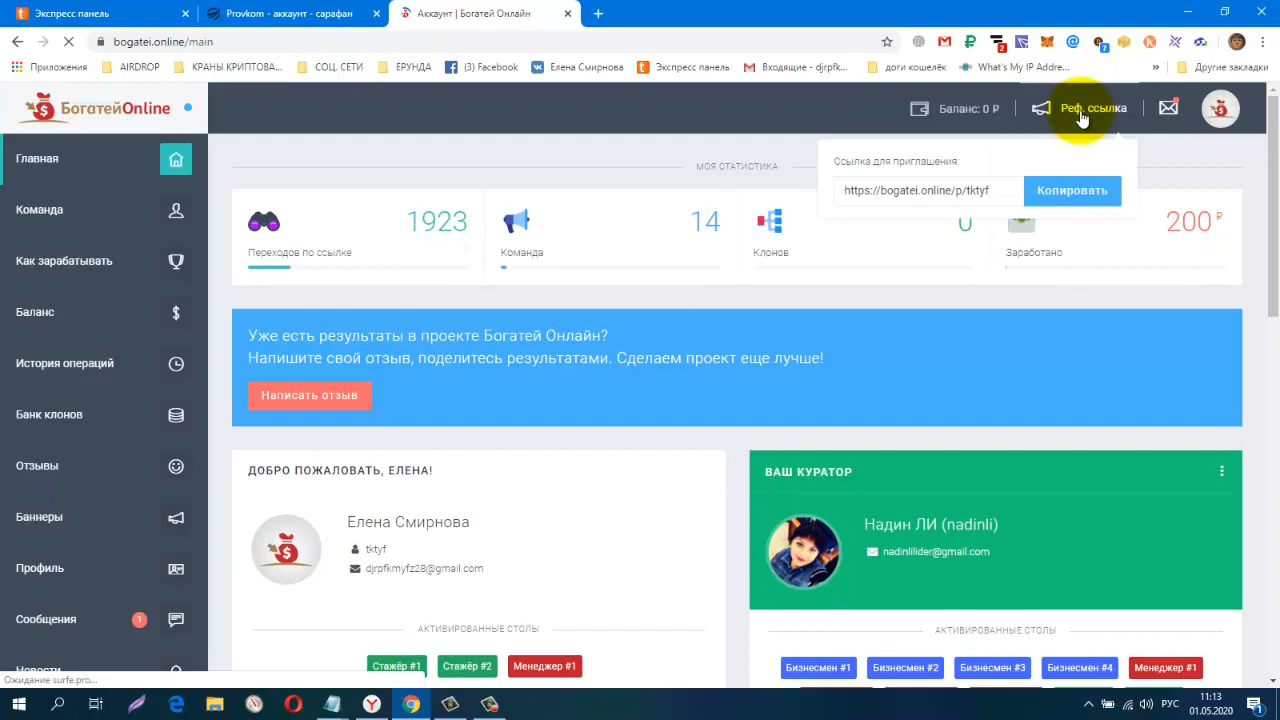 Экспресс панель
Provkom - аккаунт - сарафан
Аккаунт | Богатей Онлайн
bogatei.online/main
2
7
Приложения
AIRDROP
КРАНЫ КРИПТОВА...
СОЦ. СЕТИ
ЕРУНДА
(3) Facebook
Елена Смирнова
Экспресс панель
Входящие - djrpfk...
доги кошелёк
What's My IP Addre...
»
Другие закладки
БогатейOnline
Баланс: 0 ₽
Реф. ссылка
Главная
Команда
Как зарабатывать
Баланс
История операций
Банк клонов
Отзывы
Баннеры
Профиль
Сообщения
1
Новости
Ссылка для приглашения:
https://bogatei.online/p/tktyf
Копировать
МОЯ СТАТИСТИКА
1923
Переходов по ссылке
14
Команда
0
Клонов
200 ₽
Заработано
Уже есть результаты в проекте Богатей Онлайн?
Напишите свой отзыв, поделитесь результатами. Сделаем проект еще лучше!
Написать отзыв
ДОБРО ПОЖАЛОВАТЬ, ЕЛЕНА!
Елена Смирнова
tktyf
djrpfkmyfz28@gmail.com
АКТИВИРОВАННЫЕ СТОЛЫ
Стажёр #1
Стажёр #2
Менеджер #1
ВАШ КУРАТОР
Надин ЛИ (nadinli)
nadinlilider@gmail.com
АКТИВИРОВАННЫЕ СТОЛЫ
Бизнесмен #1
Бизнесмен #2
Бизнесмен #3
Бизнесмен #4
Менеджер #1
Ожидание surfe.pro...
РУС
11:13
01.05.2020
1